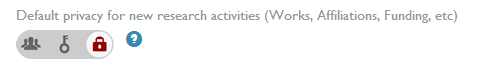 Default privacy for new research activities (Works, Affiliations, Funding, etc)
?